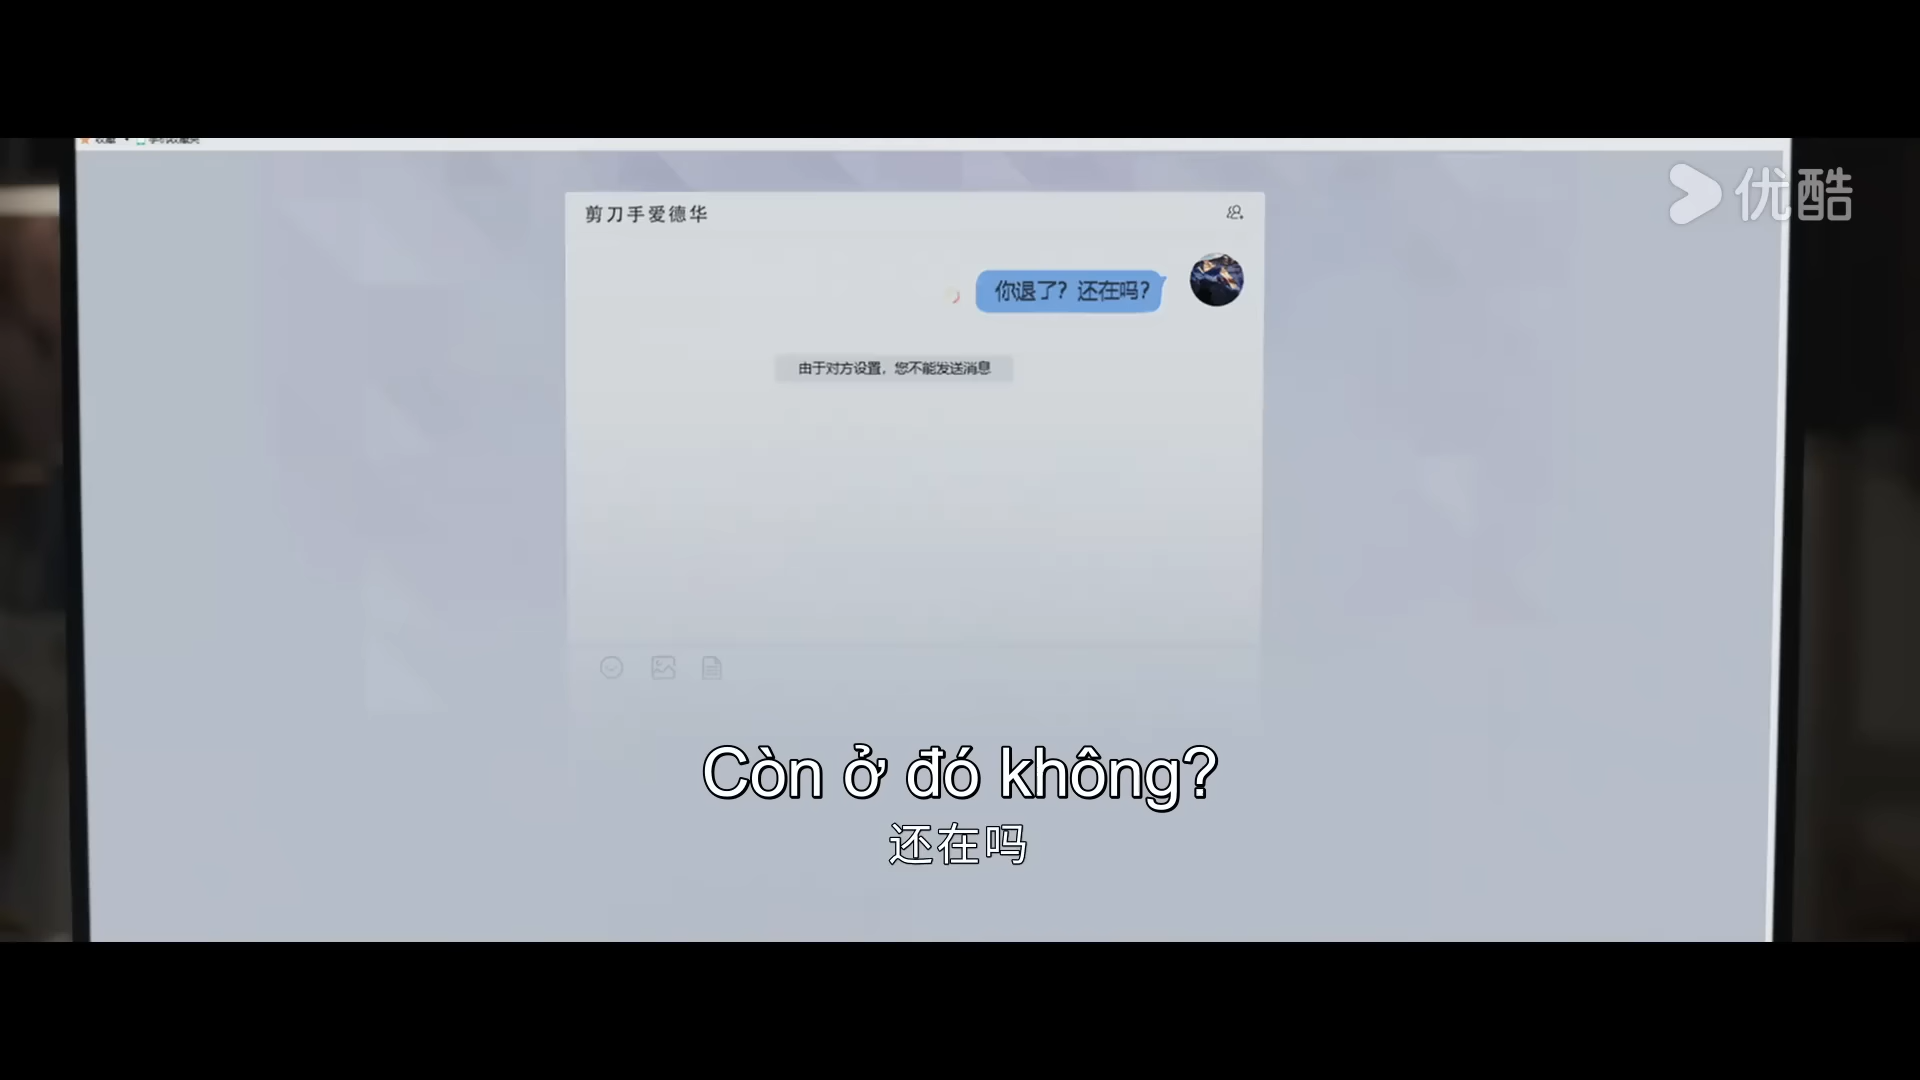 优酷
剪刀手爱德华
你退了？还在吗？
由于对方设置，您不能发送消息
Còn ở đó không?
还在吗